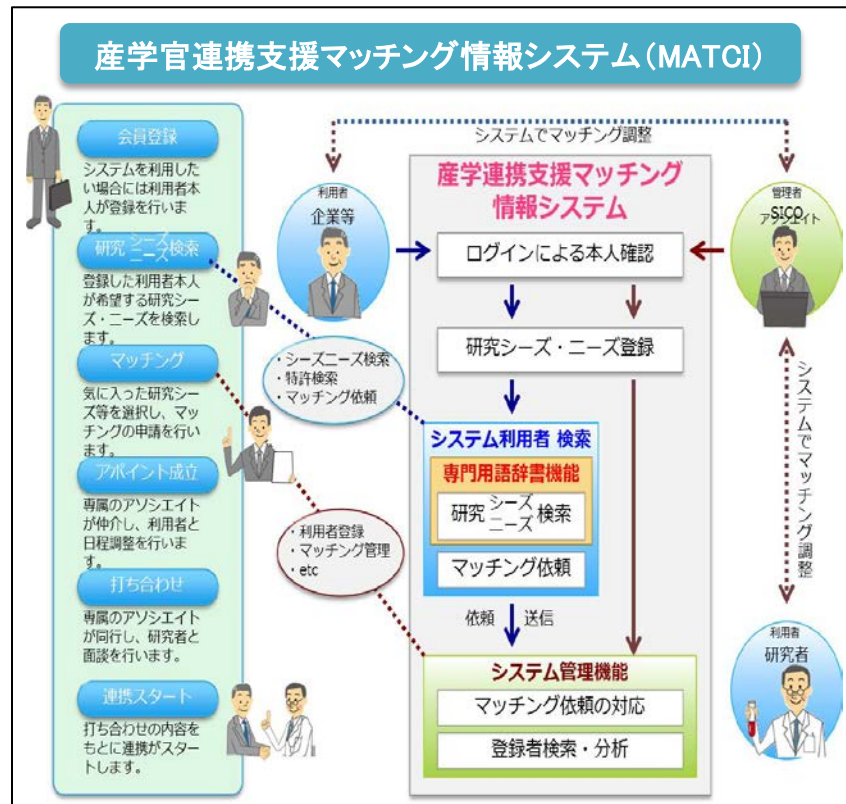 産学官連携支援マッチング情報システム(MATCI)
会員登録
システムを利用した
い場合には利用者本
人が登録を行いま
す。
研究シーズニーズ検索
登録した利用者本人
が希望する研究シー
ズ・ニーズを検索し
ます。
マッチング
気に入った研究シー
ズ等を選択し、マッ
チングの申請を行い
ます。
アポイント成立
専属のアソシエイト
が仲介し、利用者と
日程調整を行いま
す。
打ち合わせ
専属のアソシエイト
が同行し、研究者と
面談を行います。
連携スタート
打ち合わせの内容を
もとに連携がスター
トします。
システムでマッチング調整
利用者
企業等
産学連携支援マッチング
情報システム
管理者
SICO
アソシエイト
ログインによる本人確認
研究シーズ・ニーズ登録
・シーズニーズ検索
・特許検索
・マッチング依頼
システム利用者 検索
専門用語辞書機能
研究シーズニーズ検索
マッチング依頼
・利用者登録
・マッチング管理
・etc
依頼 送信
システム管理機能
マッチング依頼の対応
登録者検索・分析
システムでマッチング調整
利用者
研究者